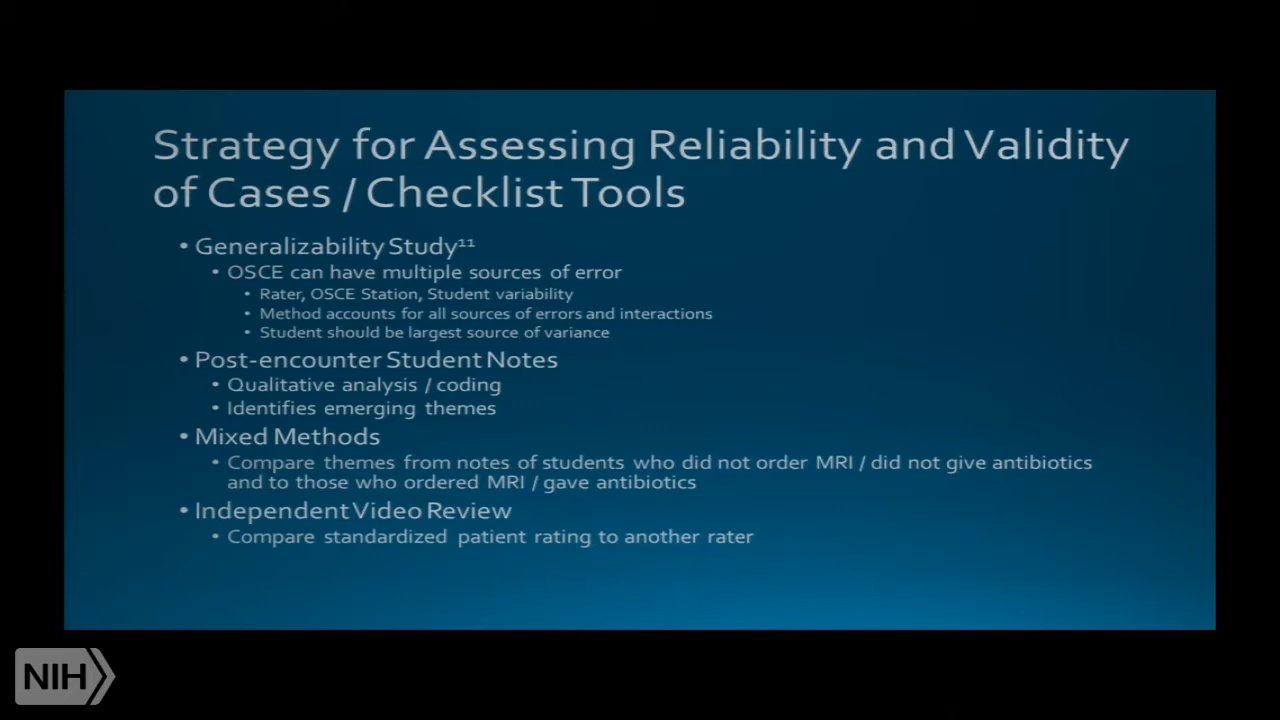 Strategy for Assessing Reliability and Validity
of Cases / Checklist Tools
• Generalizability Study¹¹
• OSCE can have multiple sources of error
• Rater, OSCE Station, Student variability
• Method accounts for all sources of errors and interactions
• Student should be largest source of variance
• Post-encounter Student Notes
• Qualitative analysis / coding
• Identifies emerging themes
• Mixed Methods
• Compare themes from notes of students who did not order MRI / did not give antibiotics
and to those who ordered MRI / gave antibiotics
• Independent Video Review
• Compare standardized patient rating to another rater
NIH